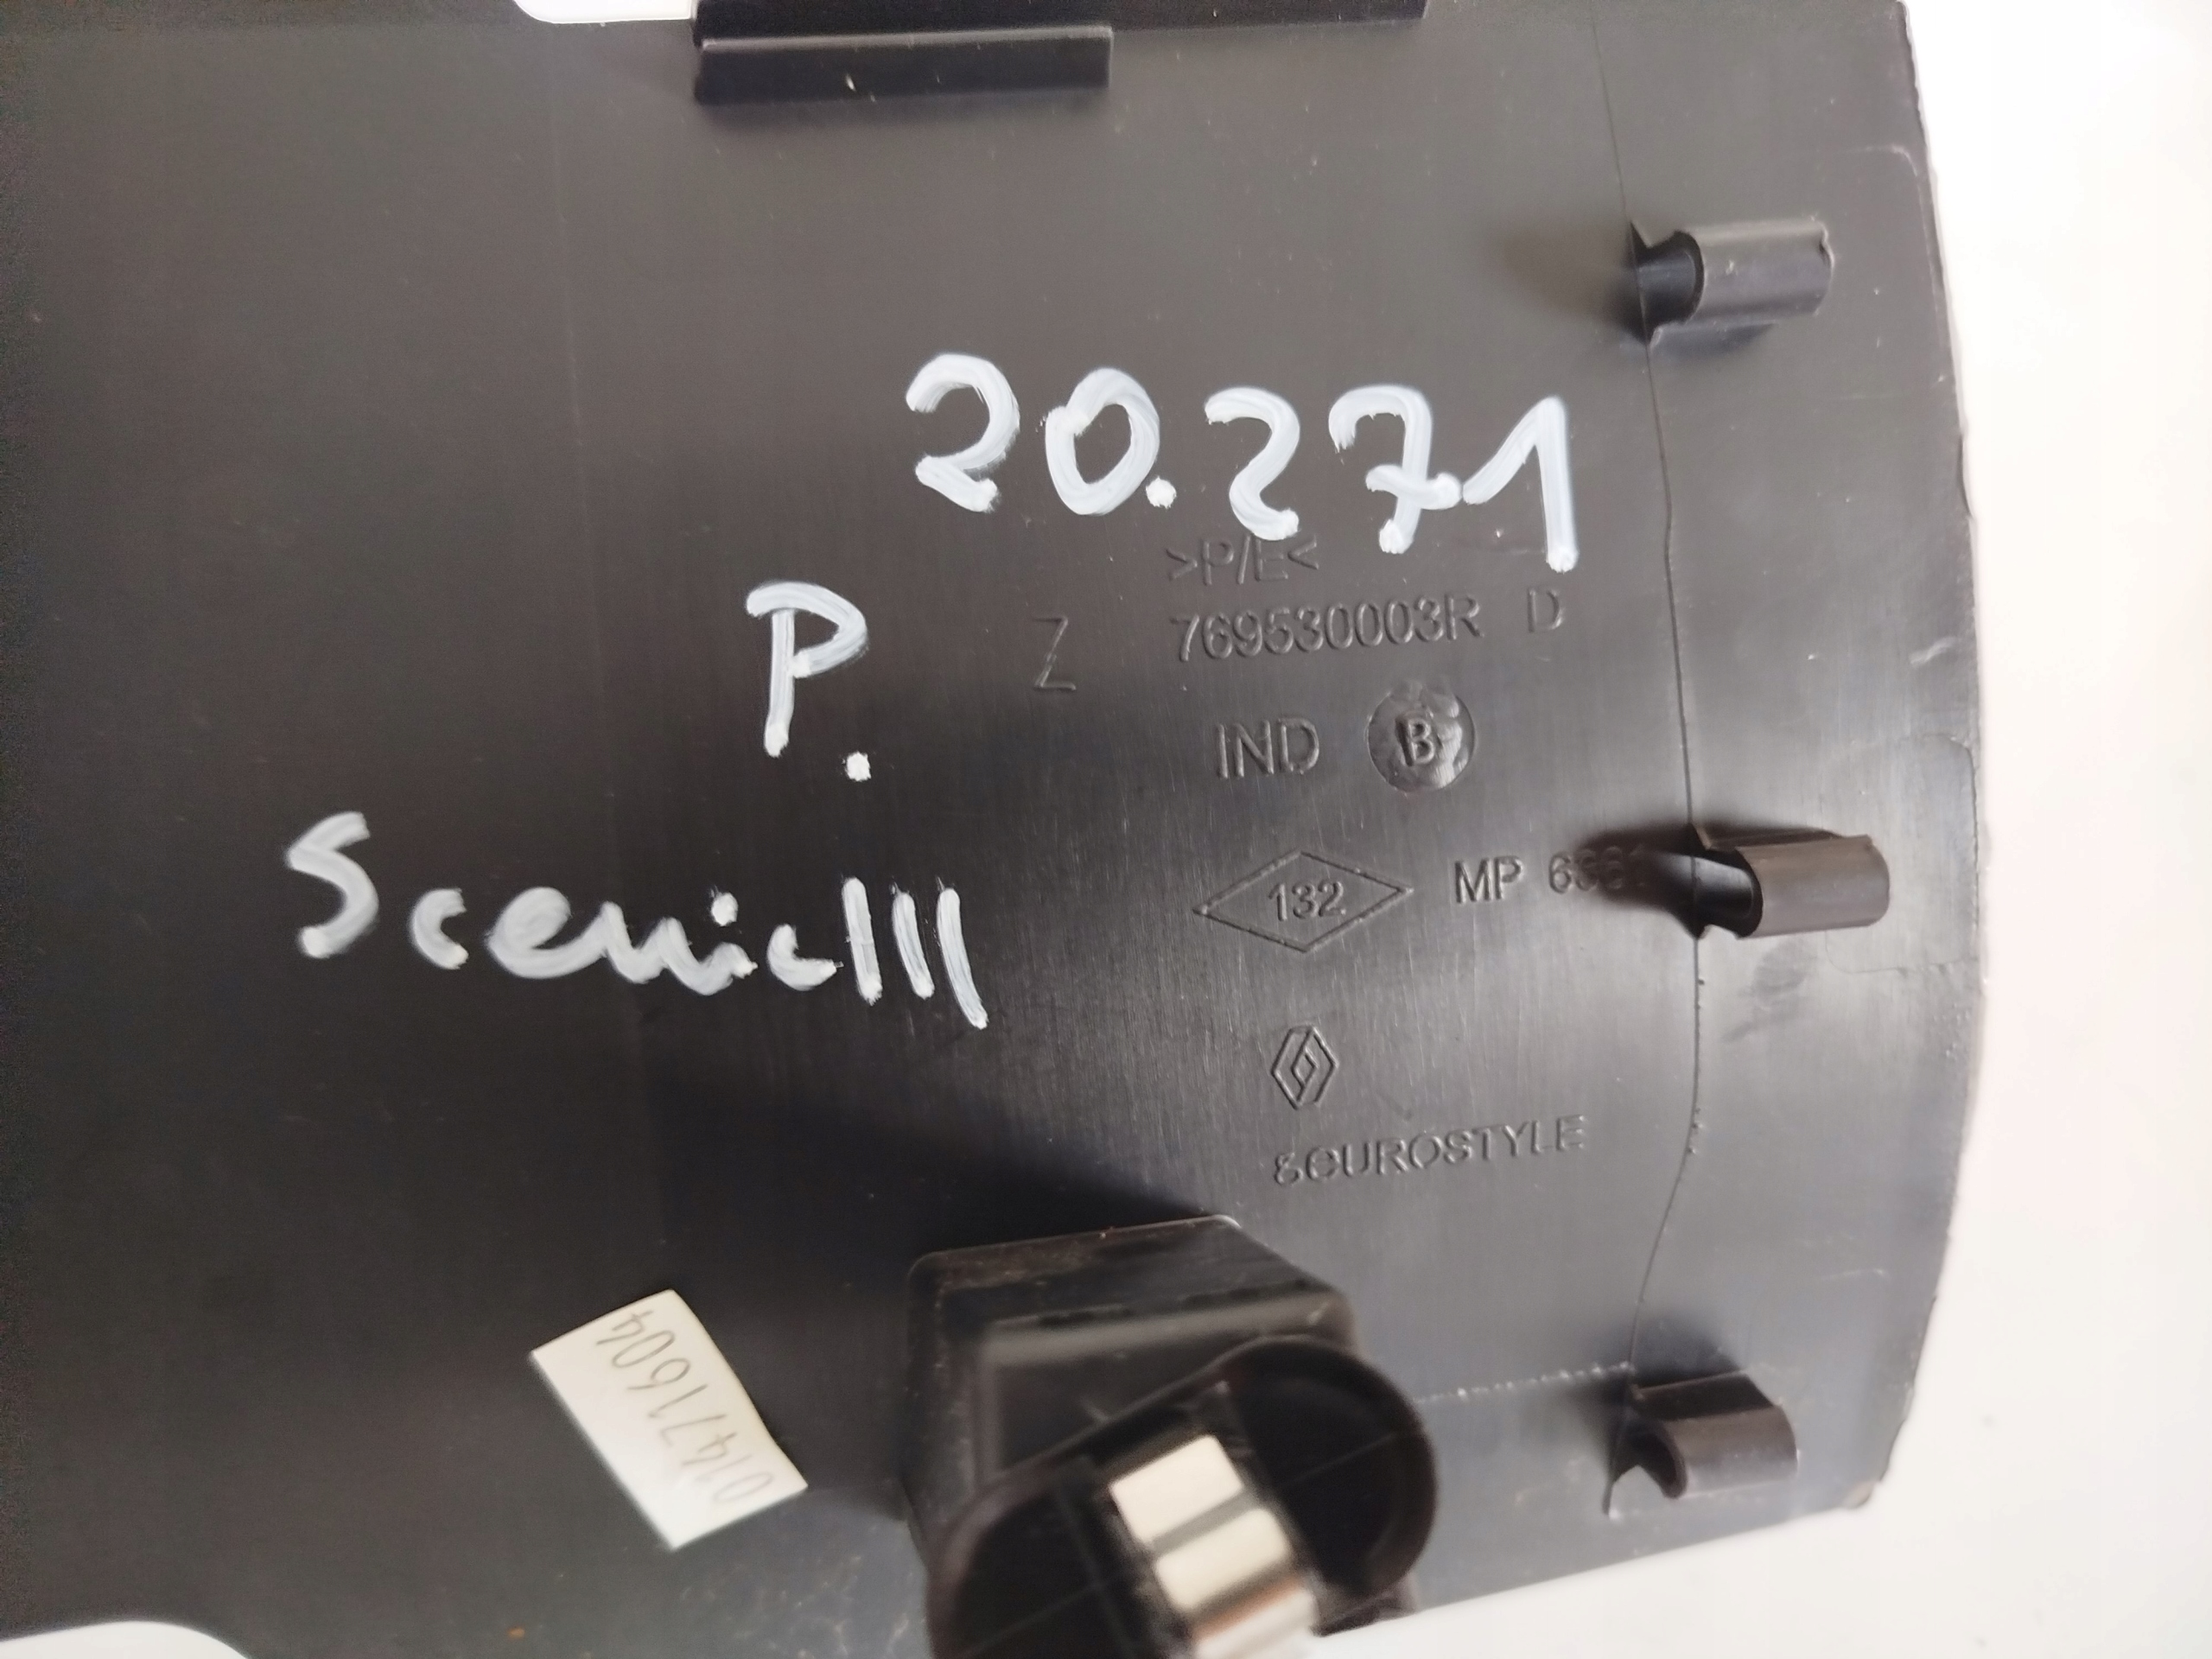 20.271
>P/E<
Z 769530003R D
P.
IND B
Scenic III
132 MP
&EUROSTYLE
01471604